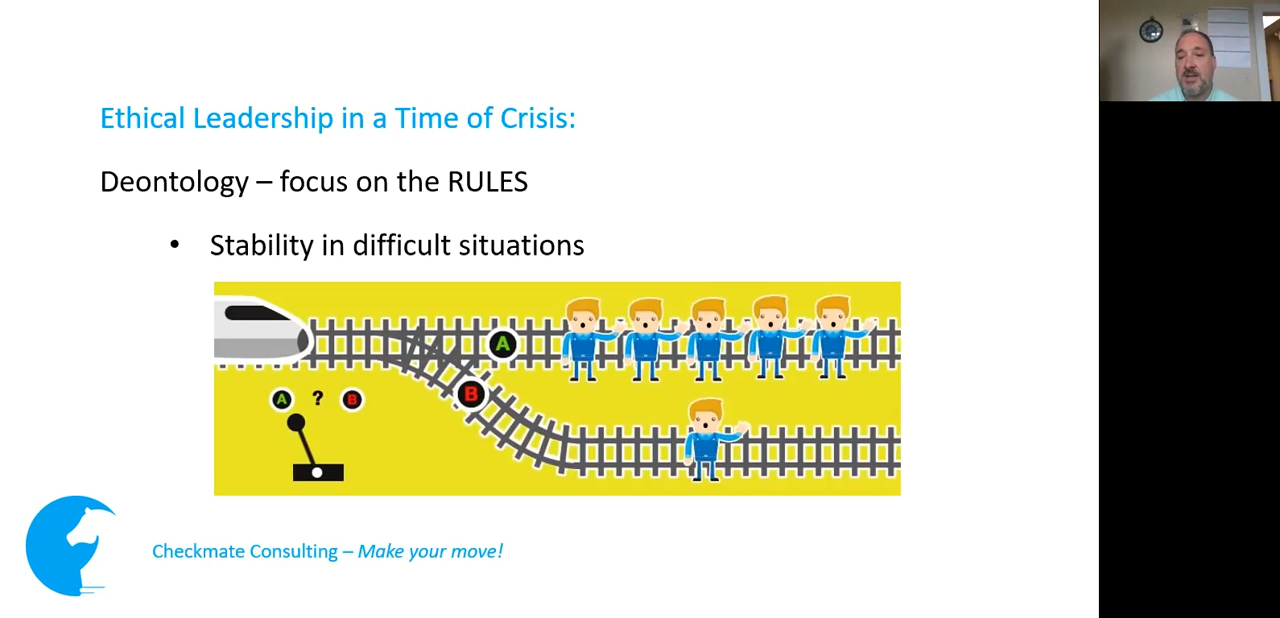 Ethical Leadership in a Time of Crisis:
Deontology – focus on the RULES
• Stability in difficult situations
A
B
A ? B
Checkmate Consulting – Make your move!